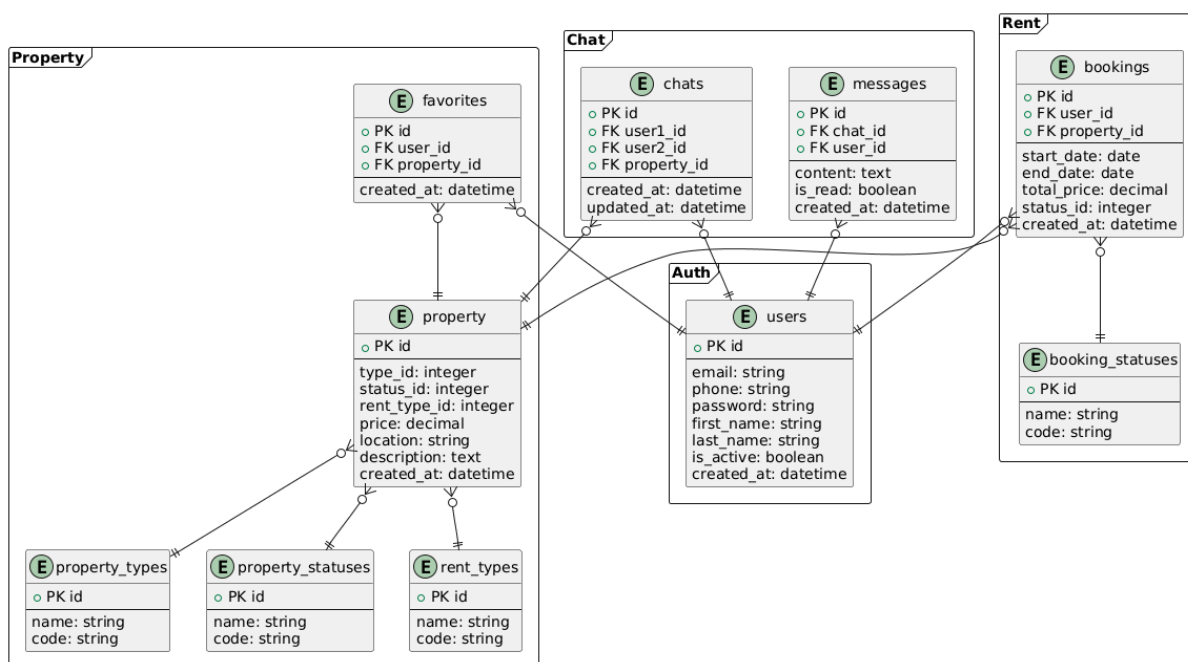 Property
E favorites
PK id
FK user_id
FK property_id
created_at: datetime
Chat
E chats
PK id
FK user1_id
FK user2_id
FK property_id
created_at: datetime
updated_at: datetime
E messages
PK id
FK chat_id
FK user_id
content: text
is_read: boolean
created_at: datetime
Rent
E bookings
PK id
FK user_id
FK property_id
start_date: date
end_date: date
total_price: decimal
status_id: integer
created_at: datetime
E property
PK id
type_id: integer
status_id: integer
rent_type_id: integer
price: decimal
location: string
description: text
created_at: datetime
Auth
E users
PK id
email: string
phone: string
password: string
first_name: string
last_name: string
is_active: boolean
created_at: datetime
E booking_statuses
PK id
name: string
code: string
E property_types
PK id
name: string
code: string
E property_statuses
PK id
name: string
code: string
E rent_types
PK id
name: string
code: string